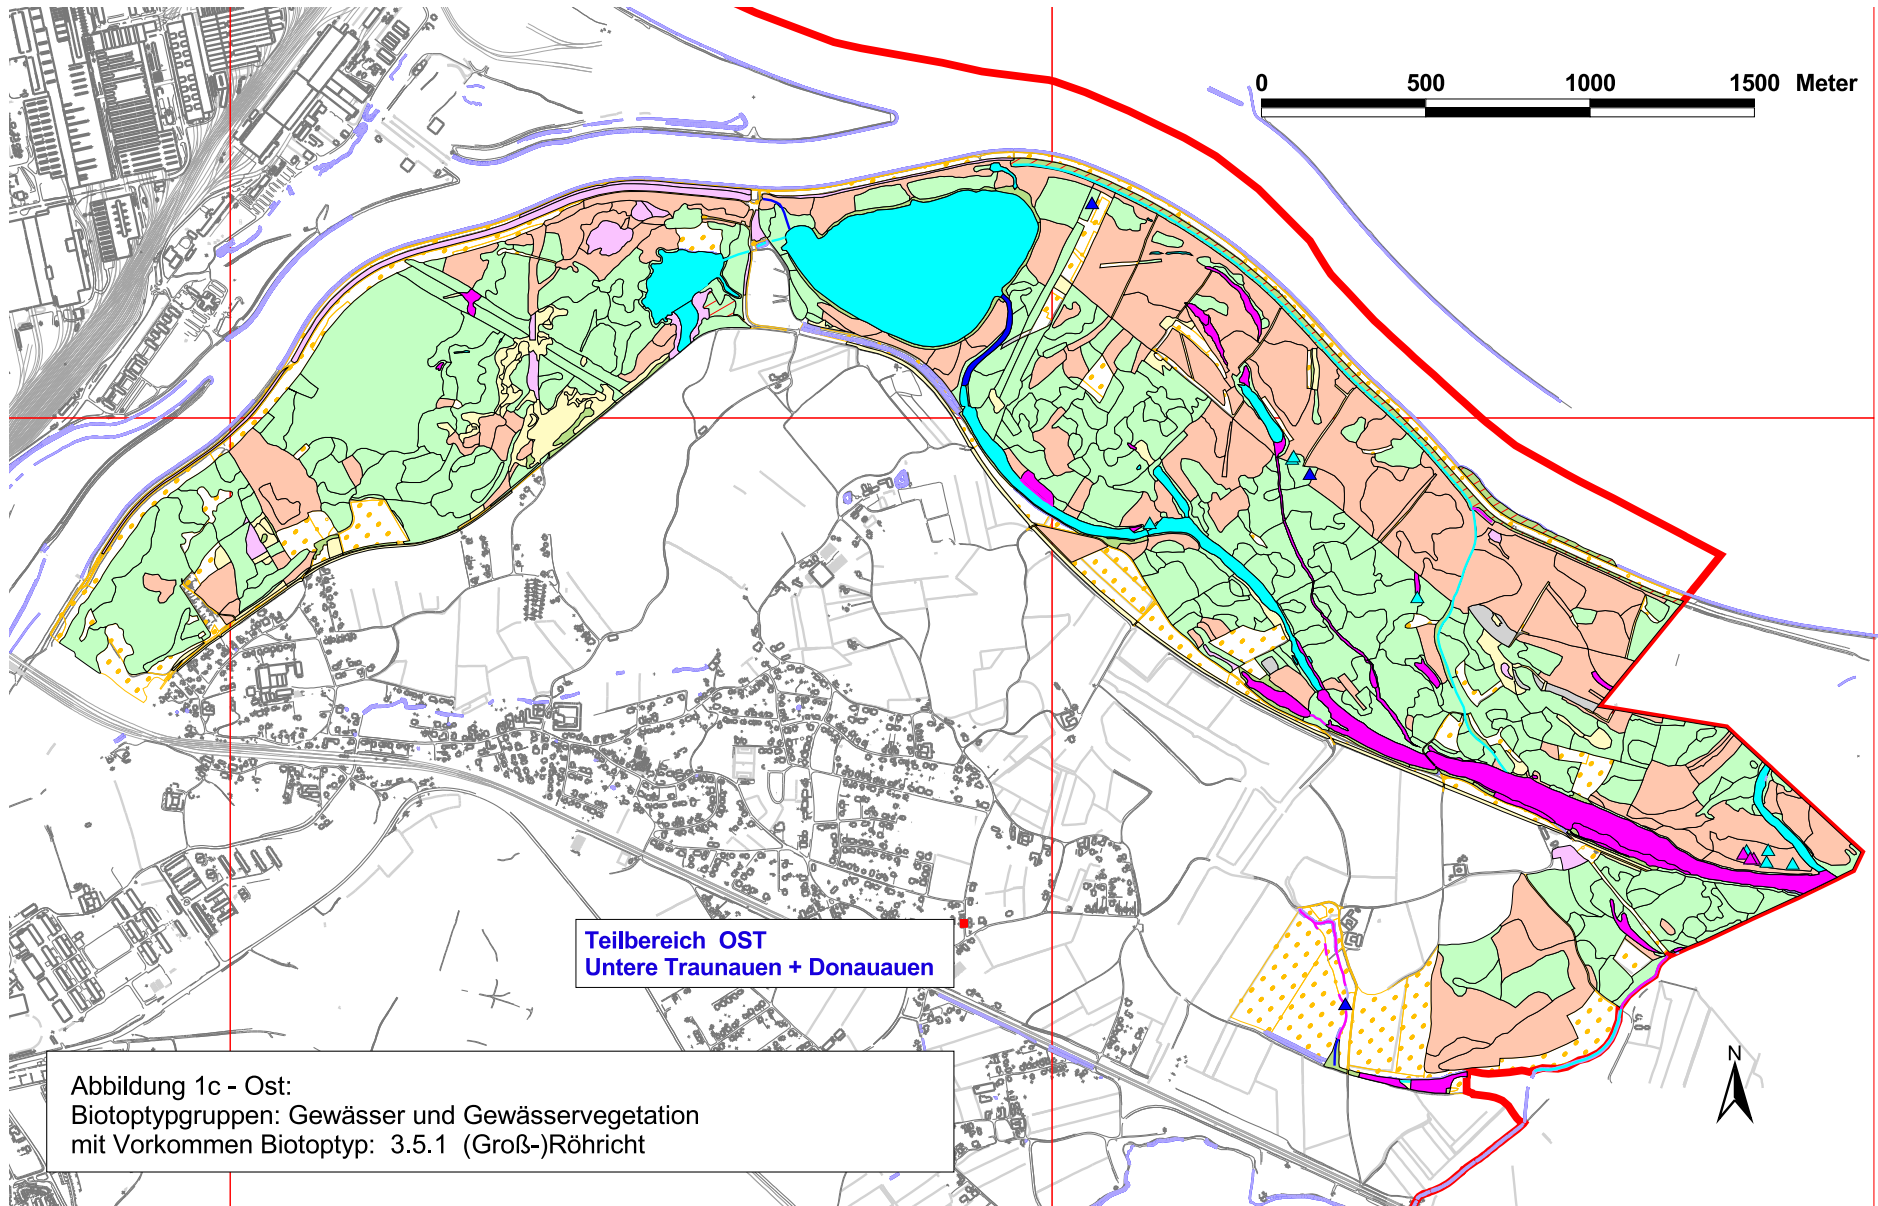 0 500 1000 1500 Meter
Teilbereich OST
Untere Traunauen + Donauauen
Abbildung 1c - Ost:
Biotoptypgruppen: Gewässer und Gewässervegetation
mit Vorkommen Biotoptyp: 3.5.1 (Groß-)Röhricht
N